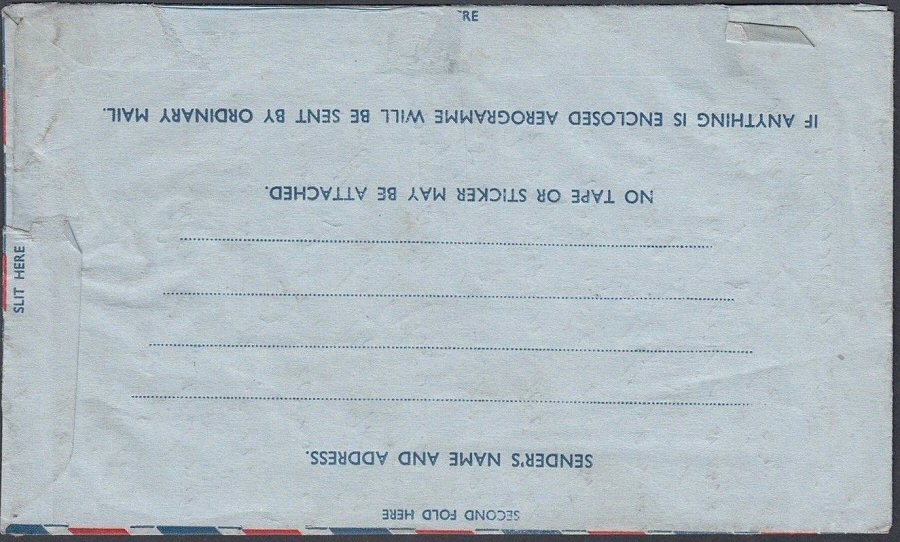 SECOND FOLD HERE
SENDER'S NAME AND ADDRESS.
NO TAPE OR STICKER MAY BE ATTACHED.
IF ANYTHING IS ENCLOSED AEROGRAMME WILL BE SENT BY ORDINARY MAIL.
SLIT HERE
RE